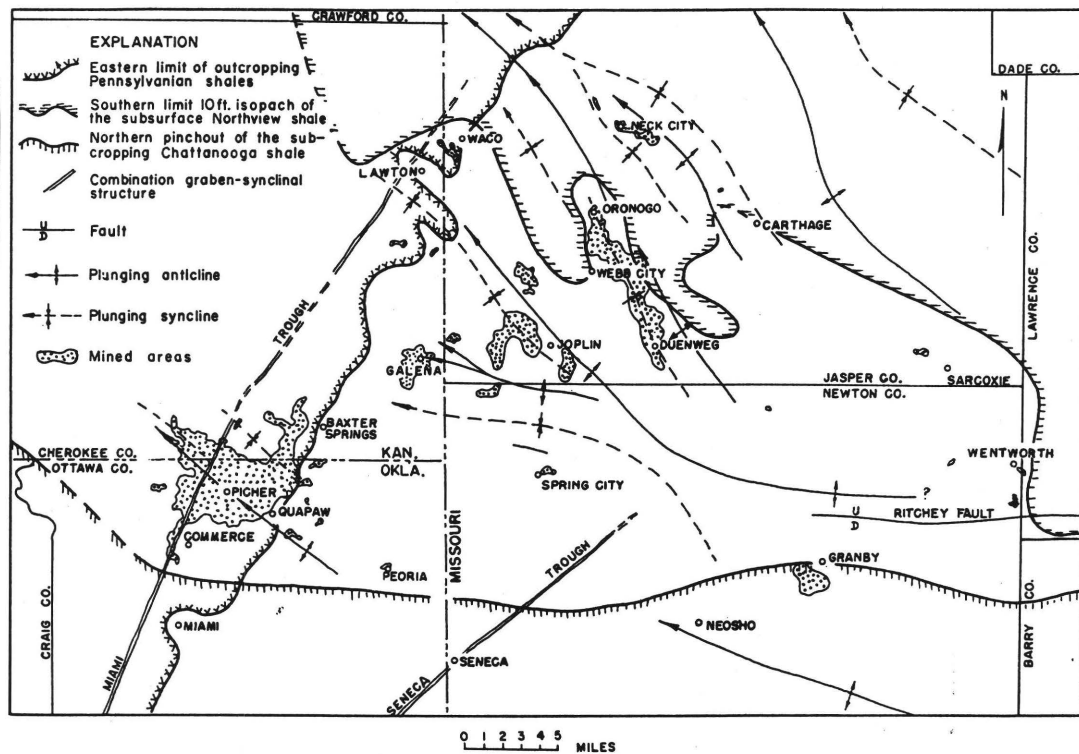 CRAWFORD CO.
EXPLANATION
Eastern limit of outcropping
Pennsylvanian shales
Southern limit 10ft. isopach of
the subsurface Northview shale
Northern pinchout of the sub-
cropping Chattanooga shale
Combination graben-synclinal
structure
U
D
Fault
Plunging anticline
Plunging syncline
Mined areas
DADE CO.
N
NECK CITY
WACO
LAWTON
ORONOGO
CARTHAGE
WEBB CITY
LAWRENCE CO.
TROUGH
JOPLIN
DUENWEG
GALENA
JASPER CO.
NEWTON CO.
SARCOXIE
BAXTER
SPRINGS
CHEROKEE CO.
OTTAWA CO.
KAN.
OKLA.
WENTWORTH
SPRING CITY
PICHER
?
QUAPAW
U
D
RITCHEY FAULT
COMMERCE
MISSOURI
TROUGH
GRANBY
PEORIA
CRAIG CO.
MIAMI
NEOSHO
BARRY CO.
SENECA
MIAMI
SENECA
0 1 2 3 4 5
MILES